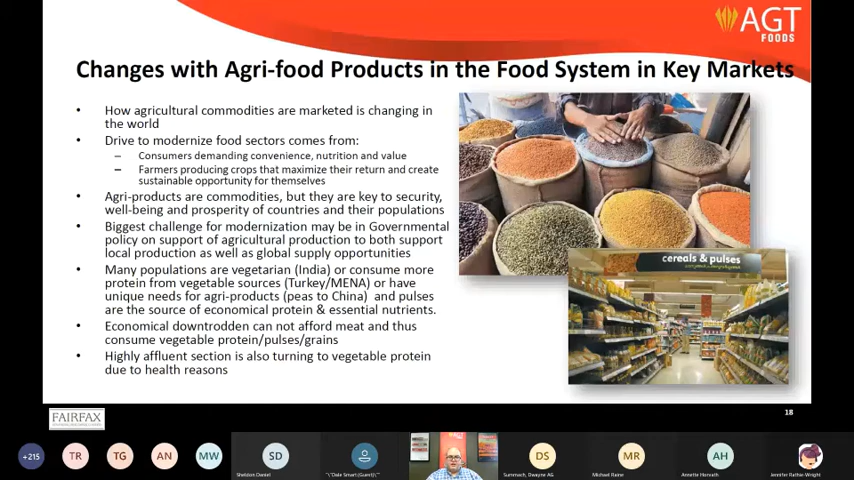 AGT
FOODS
Changes with Agri-food Products in the Food System in Key Markets
• How agricultural commodities are marketed is changing in
the world
• Drive to modernize food sectors comes from:
– Consumers demanding convenience, nutrition and value
– Farmers producing crops that maximize their return and create
sustainable opportunity for themselves
• Agri-products are commodities, but they are key to security,
well-being and prosperity of countries and their populations
• Biggest challenge for modernization may be in Governmental
policy on support of agricultural production to both support
local production as well as global supply opportunities
• Many populations are vegetarian (India) or consume more
protein from vegetable sources (Turkey/MENA) or have
unique needs for agri-products (peas to China) and pulses
are the source of economical protein & essential nutrients.
• Economical downtrodden can not afford meat and thus
consume vegetable protein/pulses/grains
• Highly affluent section is also turning to vegetable protein
due to health reasons
cereals & pulses
FAIRFAX
18
+215
TR
TG
AN
MW
SD
Sheldon Daniel
"\"Dale Smart (Guest)\""
DS
Summach, Dwayne AG
MR
Michael Raine
AH
Annette Horvath
Jennifer Rathie-Wright